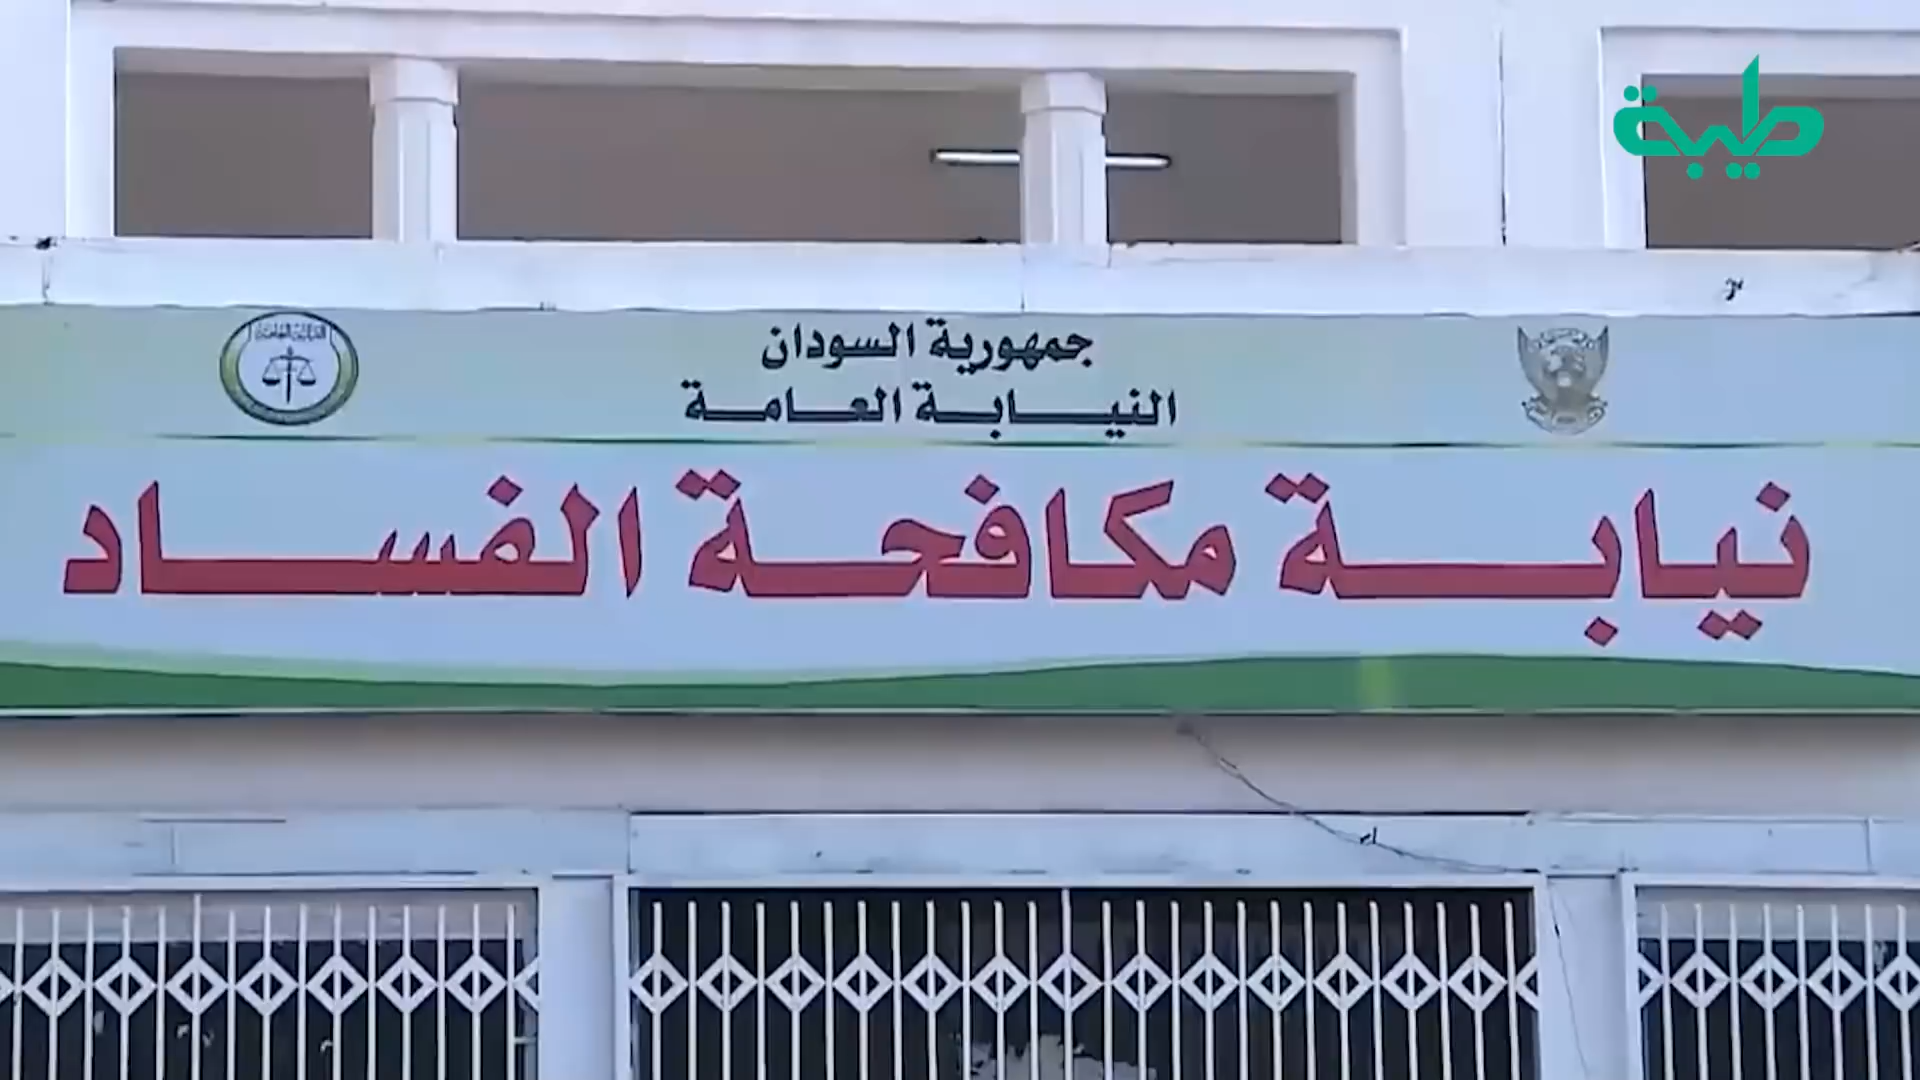 طيبة
جمهورية السودان
النيابة العامة
نيابة مكافحة الفساد